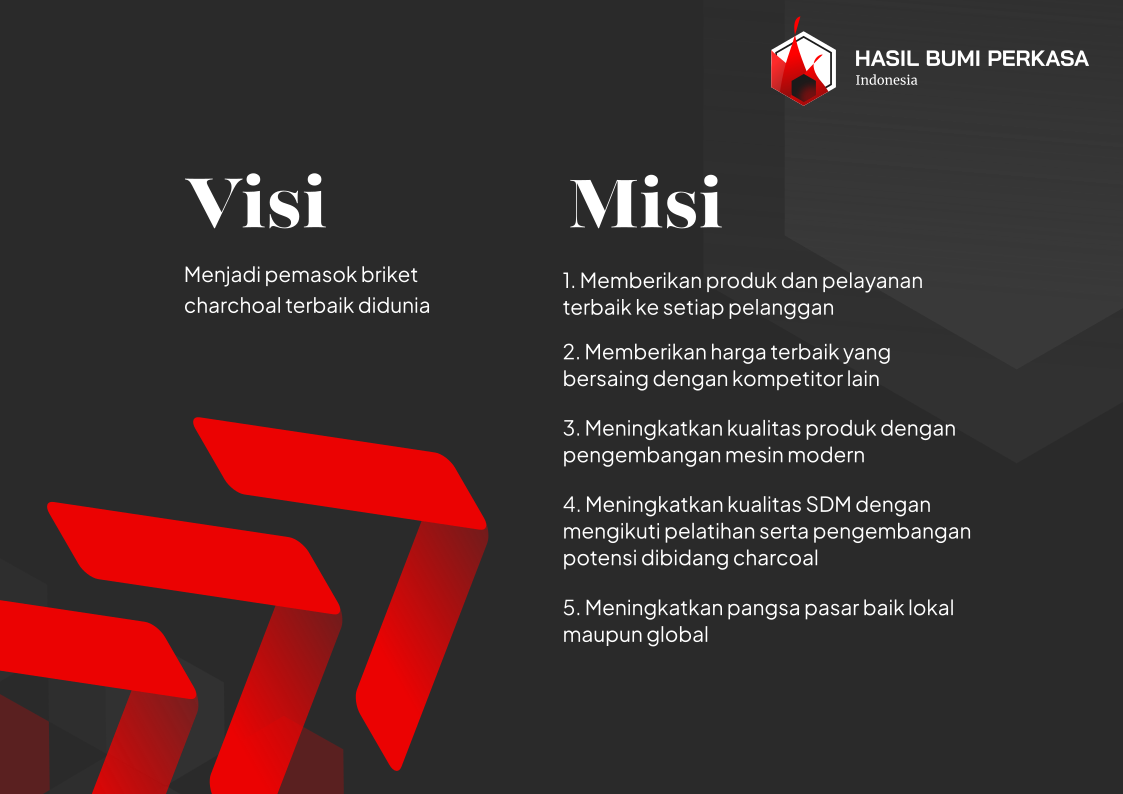 HASIL BUMI PERKASA
Indonesia
Visi
Menjadi pemasok briket
charchoal terbaik didunia
Misi
1. Memberikan produk dan pelayanan
terbaik ke setiap pelanggan
2. Memberikan harga terbaik yang
bersaing dengan kompetitor lain
3. Meningkatkan kualitas produk dengan
pengembangan mesin modern
4. Meningkatkan kualitas SDM dengan
mengikuti pelatihan serta pengembangan
potensi dibidang charcoal
5. Meningkatkan pangsa pasar baik lokal
maupun global